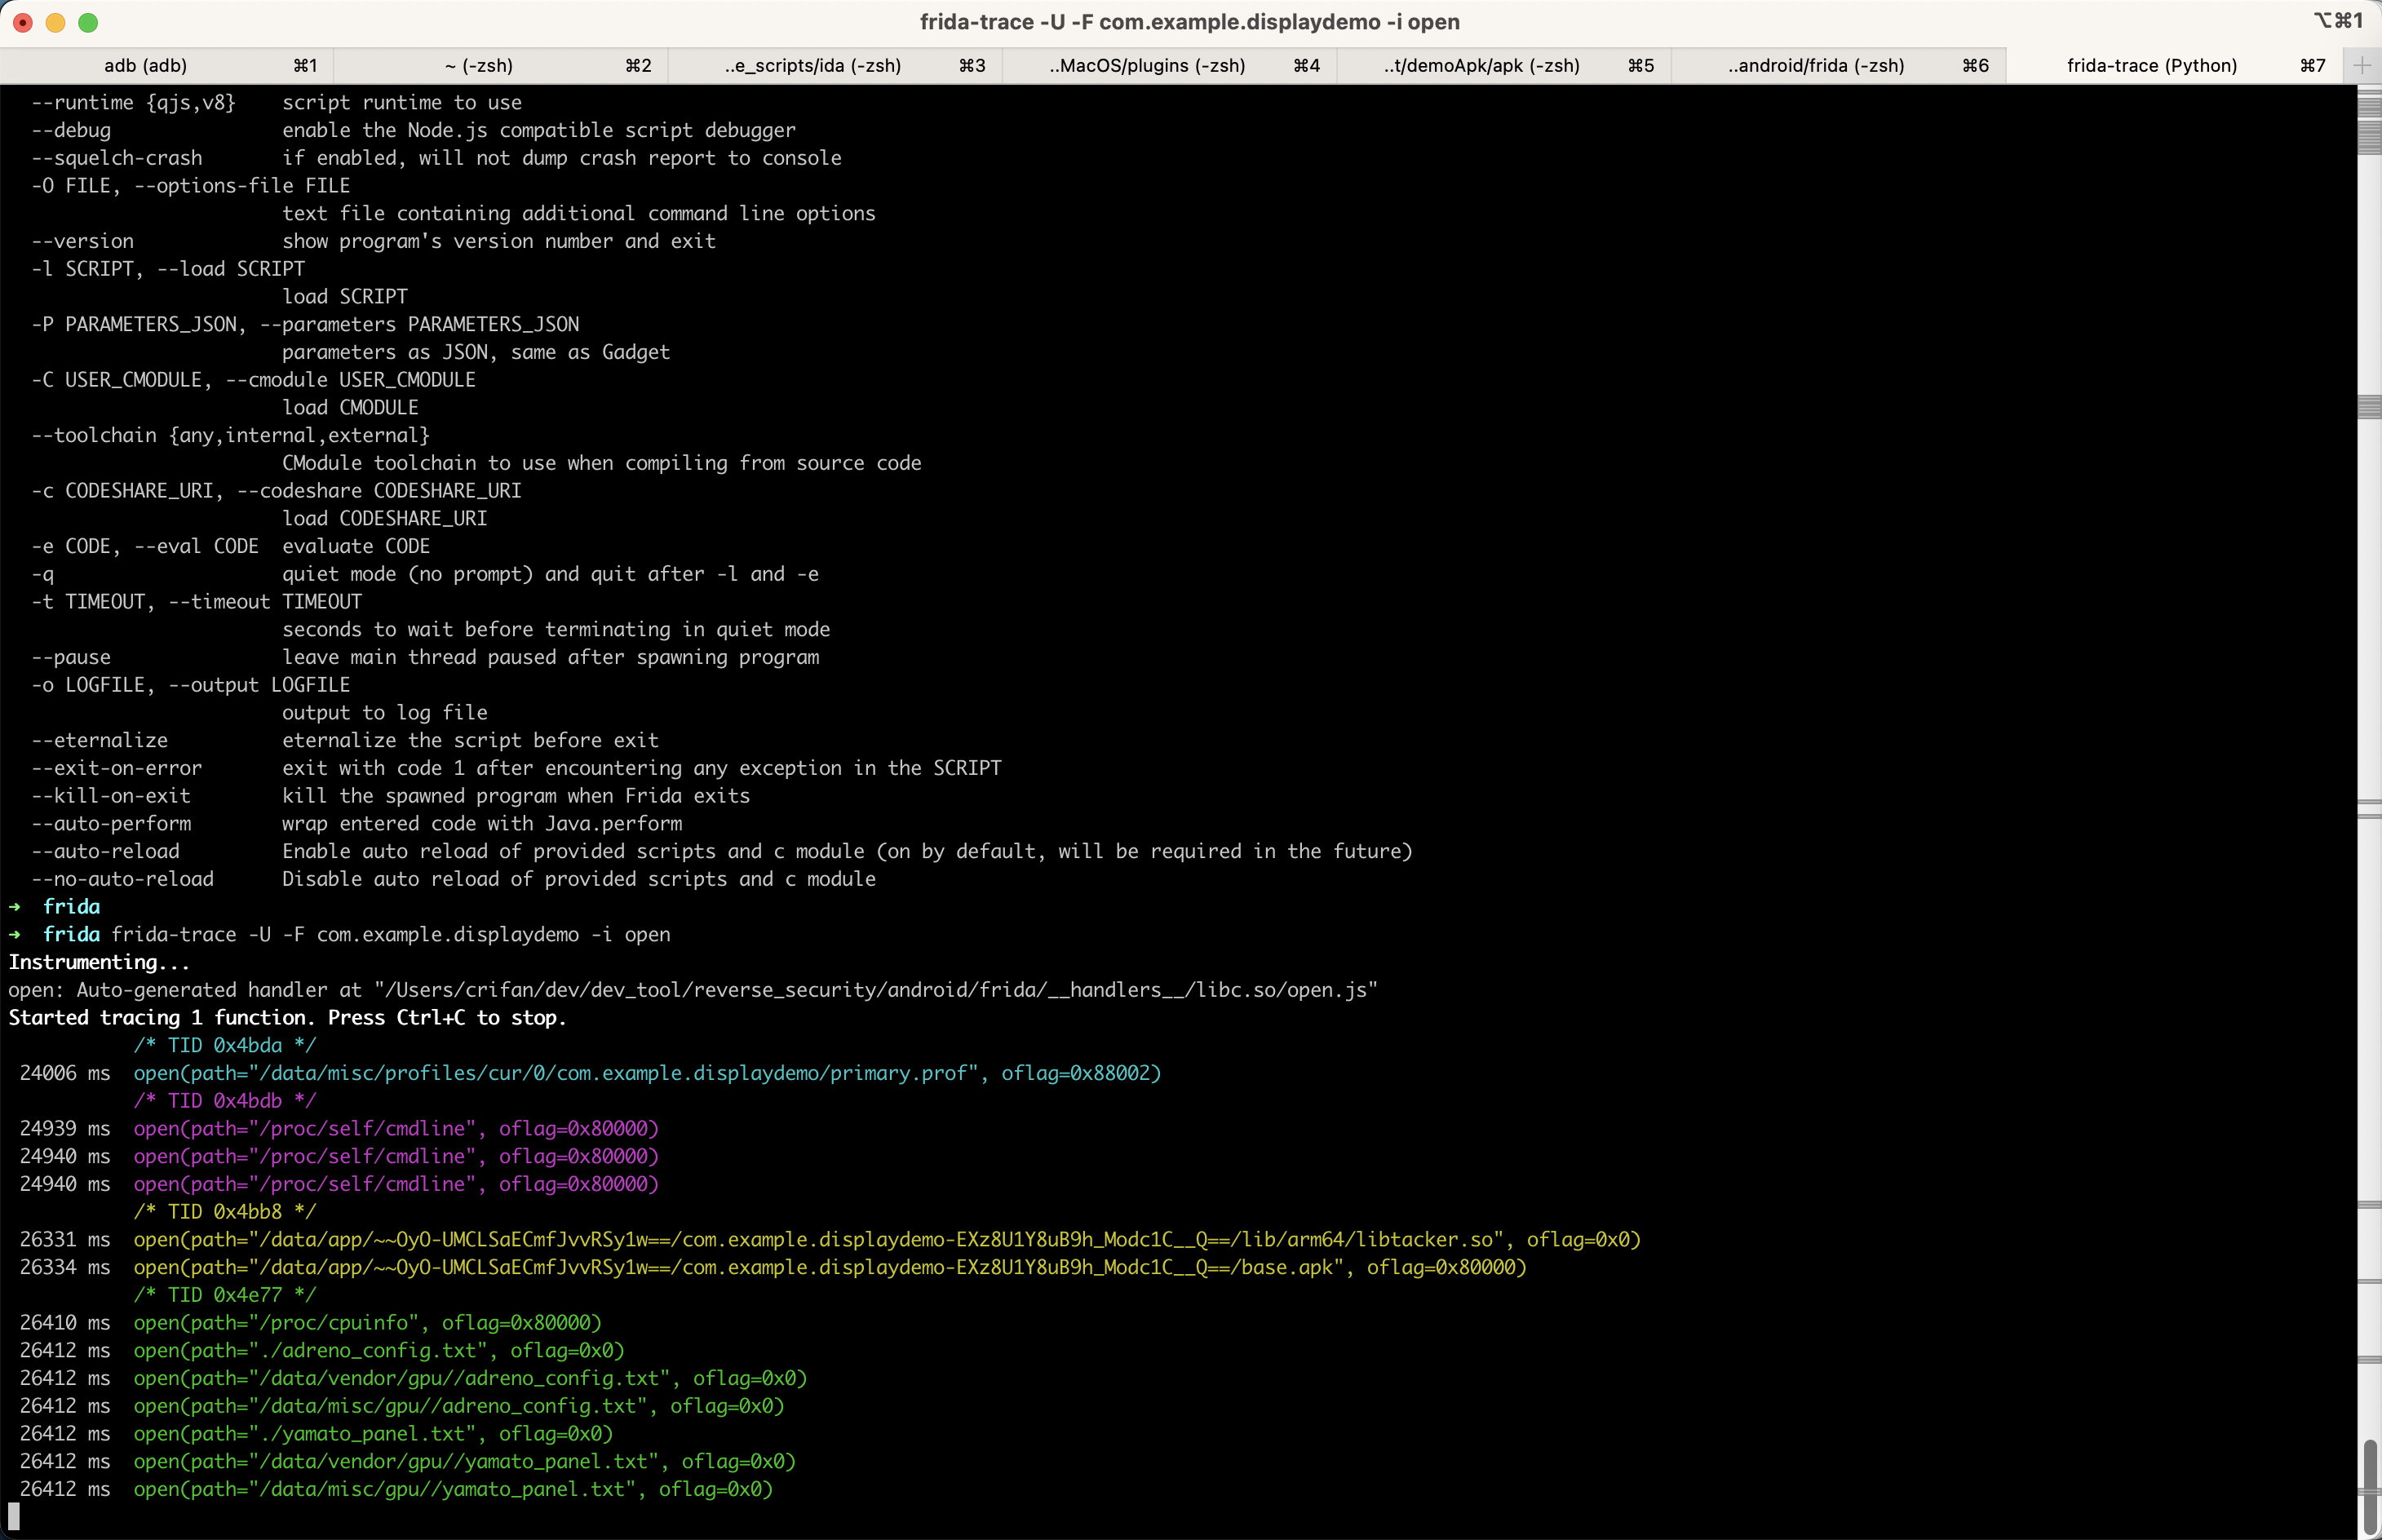 frida-trace -U -F com.example.displaydemo -i open
⌥⌘1
adb (adb) ⌘1 ~ (-zsh) ⌘2 ..e_scripts/ida (-zsh) ⌘3 ..MacOS/plugins (-zsh) ⌘4 ..t/demoApk/apk (-zsh) ⌘5 ..android/frida (-zsh) ⌘6 frida-trace (Python) ⌘7
--runtime {qjs,v8}    script runtime to use
--debug               enable the Node.js compatible script debugger
--squelch-crash       if enabled, will not dump crash report to console
-O FILE, --options-file FILE
text file containing additional command line options
--version             show program's version number and exit
-l SCRIPT, --load SCRIPT
load SCRIPT
-P PARAMETERS_JSON, --parameters PARAMETERS_JSON
parameters as JSON, same as Gadget
-C USER_CMODULE, --cmodule USER_CMODULE
load CMODULE
--toolchain {any,internal,external}
CModule toolchain to use when compiling from source code
-c CODESHARE_URI, --codeshare CODESHARE_URI
load CODESHARE_URI
-e CODE, --eval CODE  evaluate CODE
-q                    quiet mode (no prompt) and quit after -l and -e
-t TIMEOUT, --timeout TIMEOUT
seconds to wait before terminating in quiet mode
--pause               leave main thread paused after spawning program
-o LOGFILE, --output LOGFILE
output to log file
--eternalize          eternalize the script before exit
--exit-on-error       exit with code 1 after encountering any exception in the SCRIPT
--kill-on-exit        kill the spawned program when Frida exits
--auto-perform        wrap entered code with Java.perform
--auto-reload         Enable auto reload of provided scripts and c module (on by default, will be required in the future)
--no-auto-reload      Disable auto reload of provided scripts and c module
➜  frida
➜  frida frida-trace -U -F com.example.displaydemo -i open
Instrumenting...
open: Auto-generated handler at "/Users/crifan/dev/dev_tool/reverse_security/android/frida/__handlers__/libc.so/open.js"
Started tracing 1 function. Press Ctrl+C to stop.
/* TID 0x4bda */
24006 ms  open(path="/data/misc/profiles/cur/0/com.example.displaydemo/primary.prof", oflag=0x88002)
/* TID 0x4bdb */
24939 ms  open(path="/proc/self/cmdline", oflag=0x80000)
24940 ms  open(path="/proc/self/cmdline", oflag=0x80000)
24940 ms  open(path="/proc/self/cmdline", oflag=0x80000)
/* TID 0x4bb8 */
26331 ms  open(path="/data/app/~~OyO-UMCLSaECmfJvvRSy1w==/com.example.displaydemo-EXz8U1Y8uB9h_Modc1C__Q==/lib/arm64/libtacker.so", oflag=0x0)
26334 ms  open(path="/data/app/~~OyO-UMCLSaECmfJvvRSy1w==/com.example.displaydemo-EXz8U1Y8uB9h_Modc1C__Q==/base.apk", oflag=0x80000)
/* TID 0x4e77 */
26410 ms  open(path="/proc/cpuinfo", oflag=0x80000)
26412 ms  open(path="./adreno_config.txt", oflag=0x0)
26412 ms  open(path="/data/vendor/gpu//adreno_config.txt", oflag=0x0)
26412 ms  open(path="/data/misc/gpu//adreno_config.txt", oflag=0x0)
26412 ms  open(path="./yamato_panel.txt", oflag=0x0)
26412 ms  open(path="/data/vendor/gpu//yamato_panel.txt", oflag=0x0)
26412 ms  open(path="/data/misc/gpu//yamato_panel.txt", oflag=0x0)